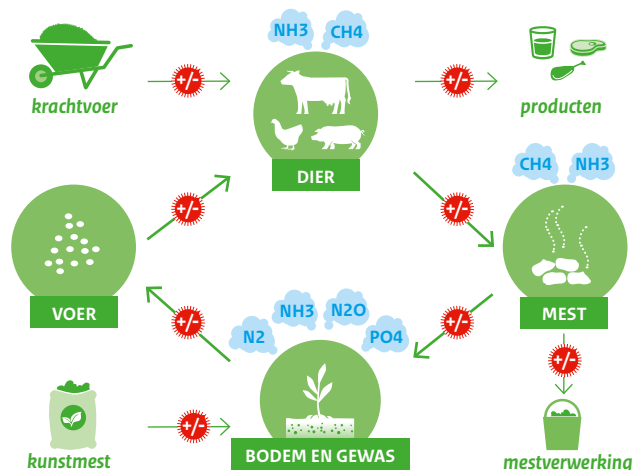 NH3
CH4
+/-
+/-
krachtvoer
producten
DIER
CH4
NH3
+/-
+/-
VOER
MEST
NH3
N2O
N2
PO4
+/-
+/-
+/-
+/-
kunstmest
BODEM EN GEWAS
mestverwerking